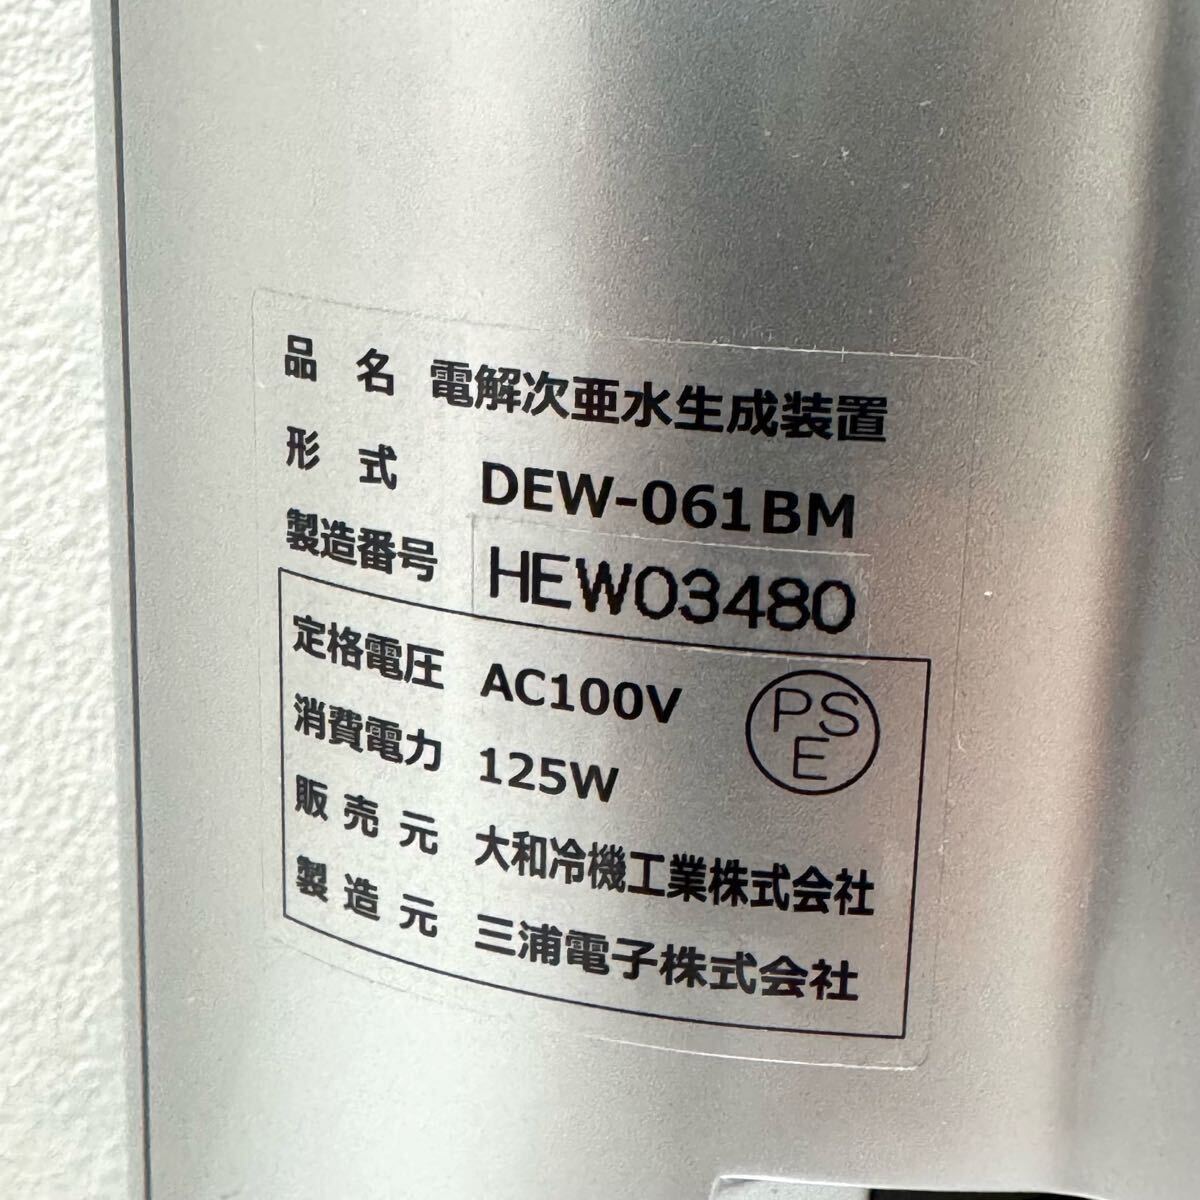 品名 電解次亜水生成装置
形式 DEW-061BM
製造番号 HEW03480
定格電圧 AC100V
消費電力 125W
PSE
販売元 大和冷機工業株式会社
製造元 三浦電子株式会社